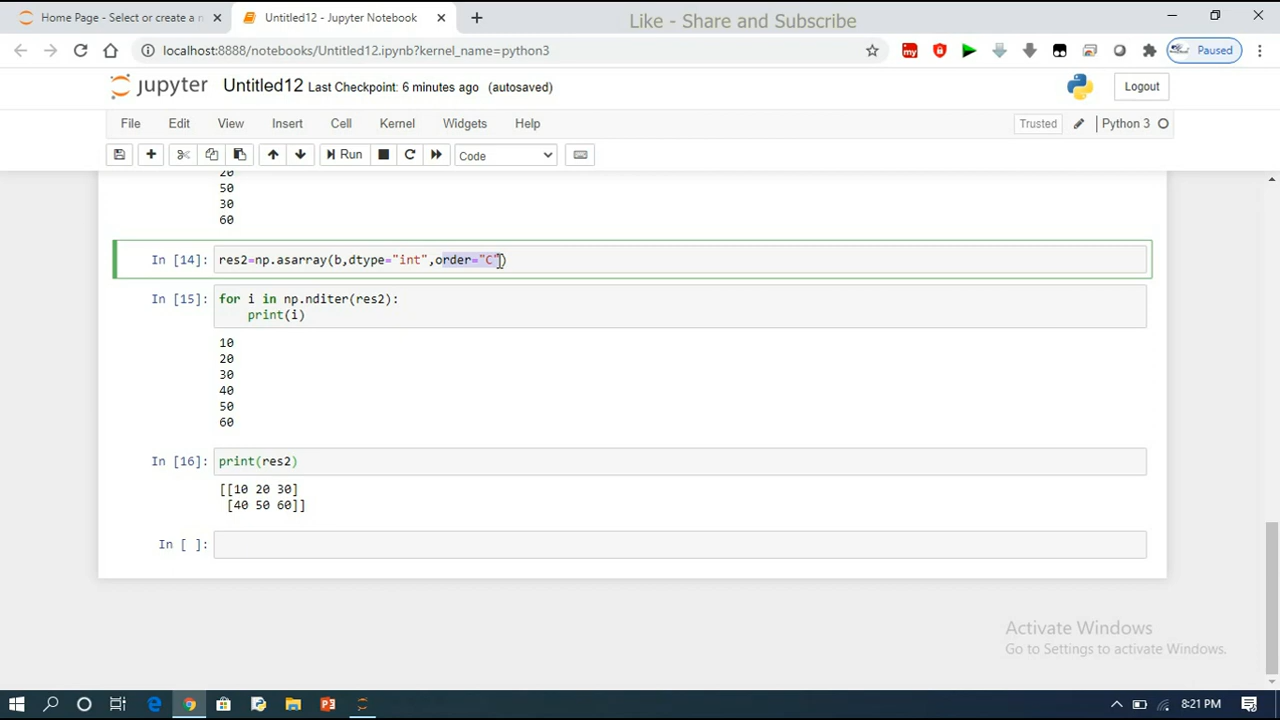 Home Page - Select or create a n
Untitled12 - Jupyter Notebook
Like - Share and Subscribe
localhost:8888/notebooks/Untitled12.ipynb?kernel_name=python3
my
Paused
jupyter Untitled12 Last Checkpoint: 6 minutes ago (autosaved)
Logout
File Edit View Insert Cell Kernel Widgets Help
Trusted Python 3
Run Code
20
50
30
60
In [14]: res2=np.asarray(b,dtype="int",order="C")
In [15]: for i in np.nditer(res2):
print(i)
10
20
30
40
50
60
In [16]: print(res2)
[[10 20 30]
[40 50 60]]
In [ ]:
Activate Windows
Go to Settings to activate Windows.
8:21 PM